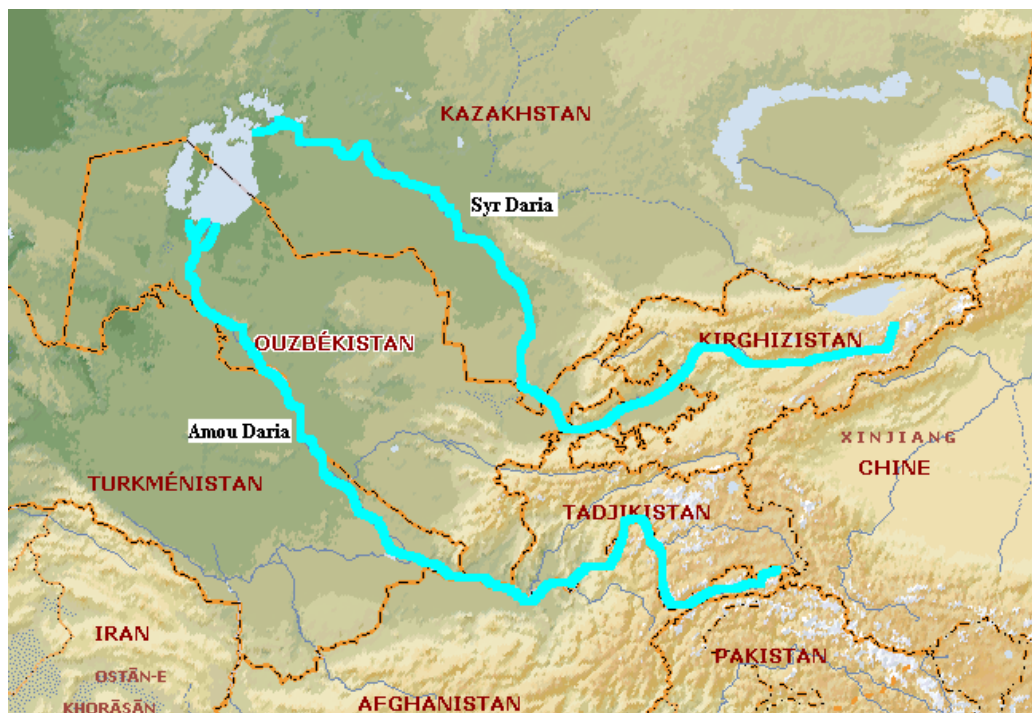 KAZAKHSTAN
Syr Daria
OUZBÉKISTAN
KIRGHIZISTAN
Amou Daria
XINJIANG
CHINE
TURKMÉNISTAN
TADJIKISTAN
IRAN
OSTĀN-E
KHORĀSĀN
PAKISTAN
AFGHANISTAN